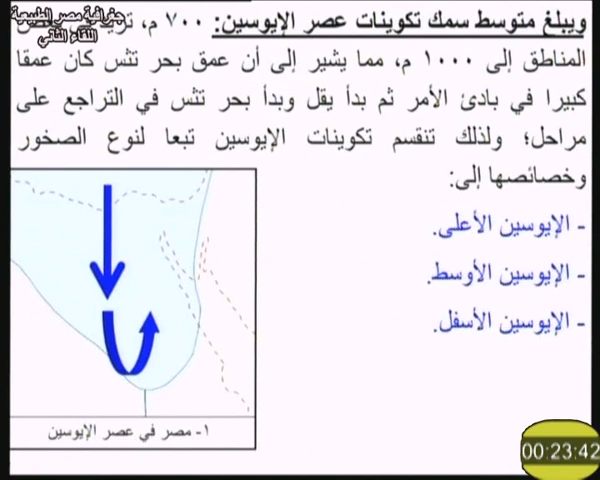 جغرافية مصر الطبيعية
اللقاء الثاني
ويبلغ متوسط سمك تكوينات عصر الإيوسين: ٧٠٠ م،
المناطق إلى ١٠٠٠ م، مما يشير إلى أن عمق بحر تثس كان عمقا
كبيرا في بادئ الأمر ثم بدأ يقل وبدأ بحر تثس في التراجع على
مراحل؛ ولذلك تنقسم تكوينات الإيوسين تبعا لنوع الصخور
وخصائصها إلى:
- الإيوسين الأعلى.
- الإيوسين الأوسط.
- الإيوسين الأسفل.
١- مصر في عصر الإيوسين
00:23:42